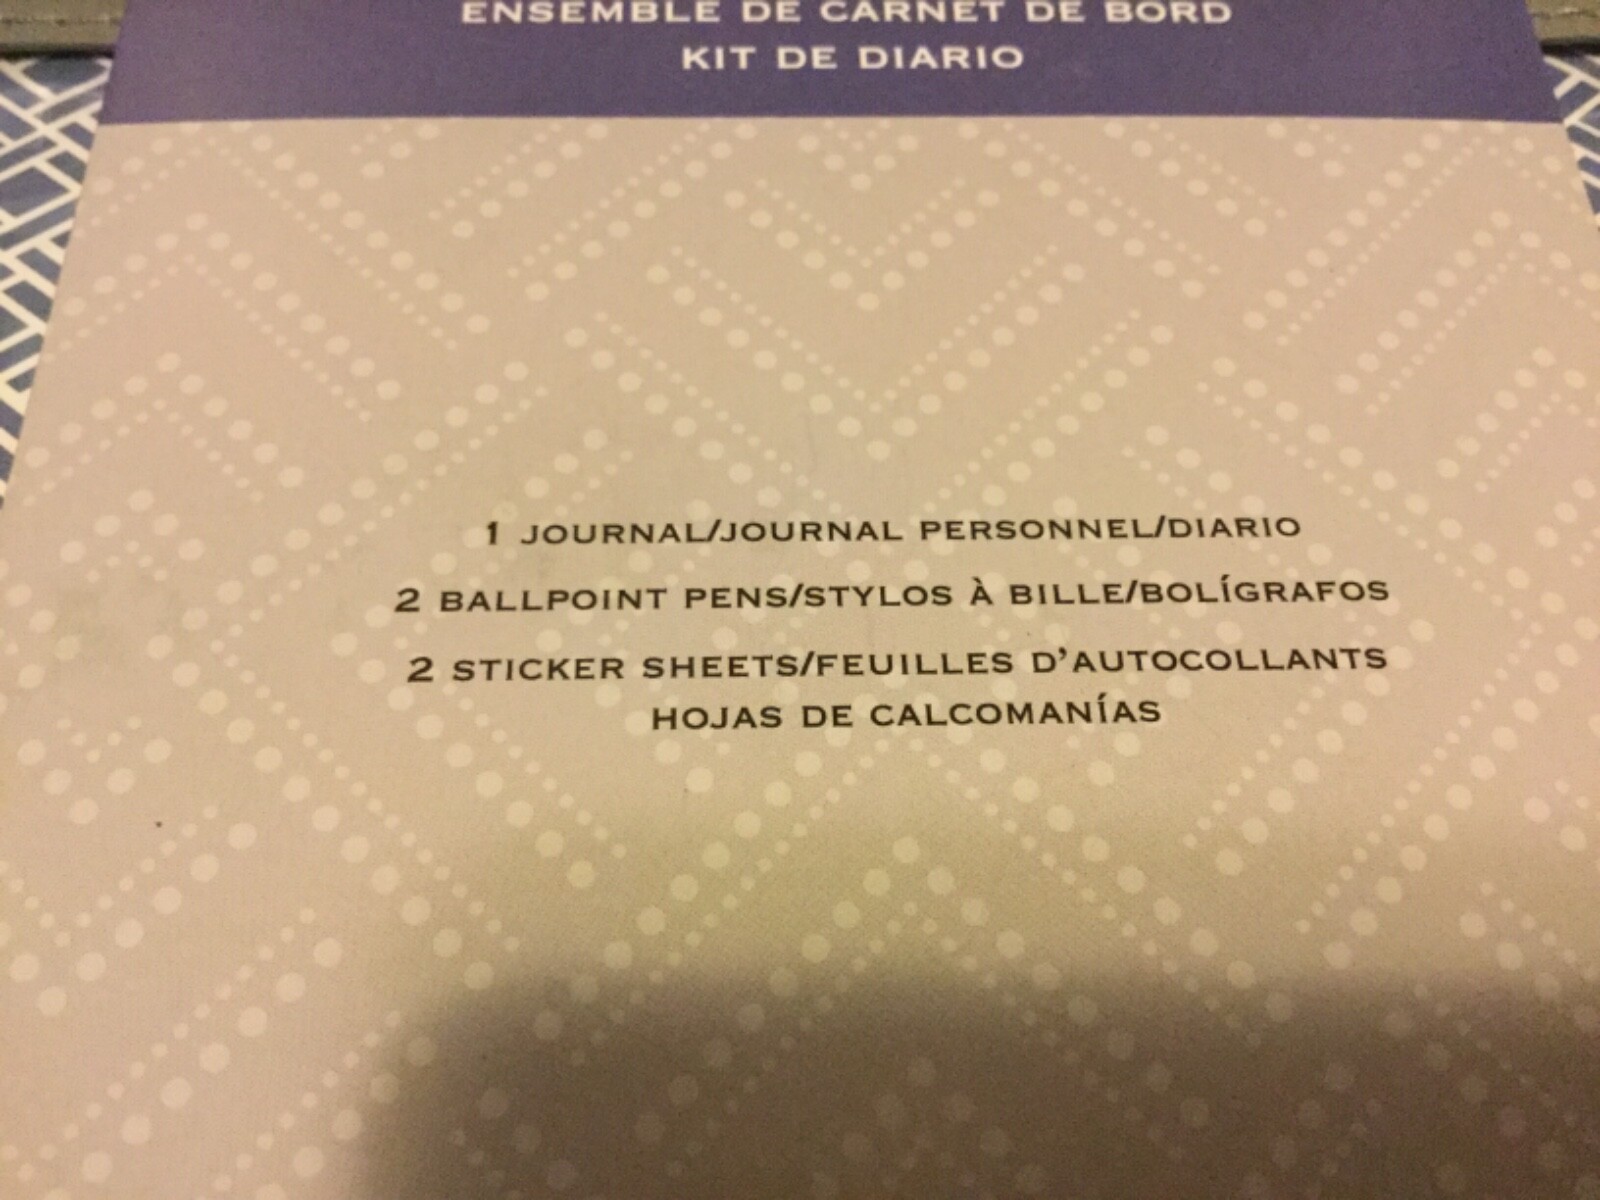 ENSEMBLE DE CARNET DE BORD
KIT DE DIARIO
1 JOURNAL/JOURNAL PERSONNEL/DIARIO
2 BALLPOINT PENS/STYLOS À BILLE/BOLÍGRAFOS
2 STICKER SHEETS/FEUILLES D'AUTOCOLLANTS
HOJAS DE CALCOMANÍAS